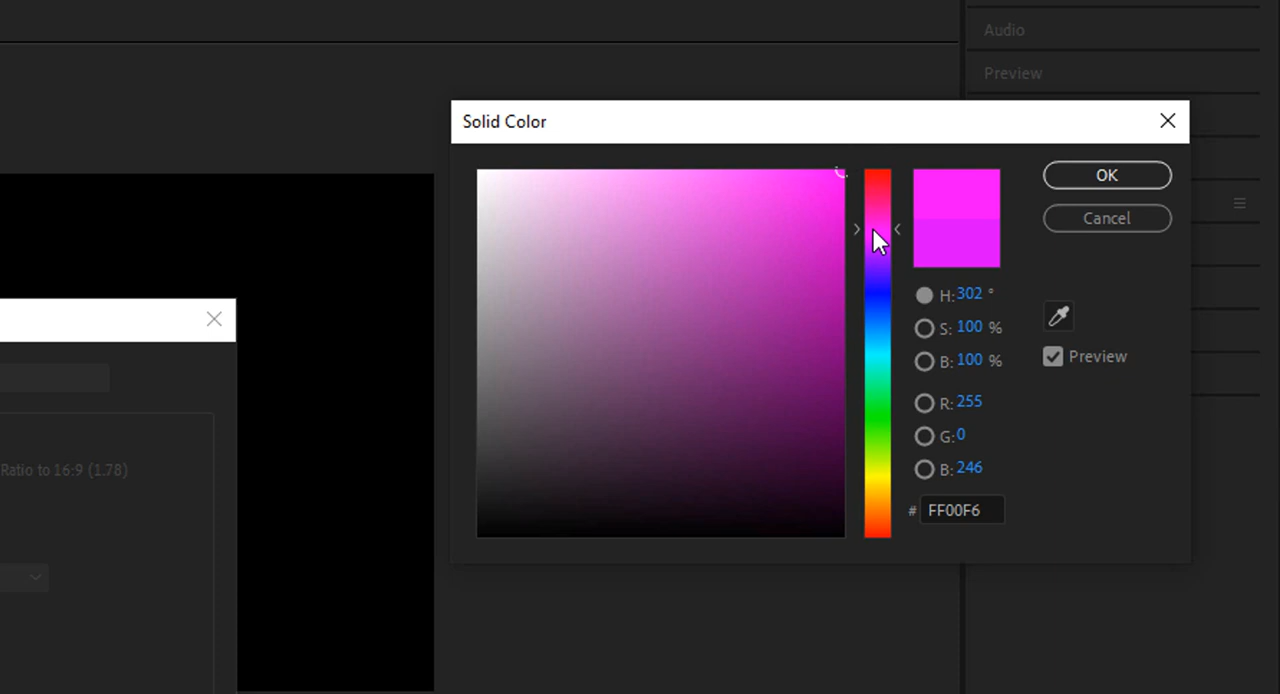 Audio
Preview
Solid Color
OK
Cancel
H: 302 °
S: 100 %
B: 100 %
Preview
R: 255
G: 0
B: 246
# FF00F6
Ratio to 16:9 (1.78)